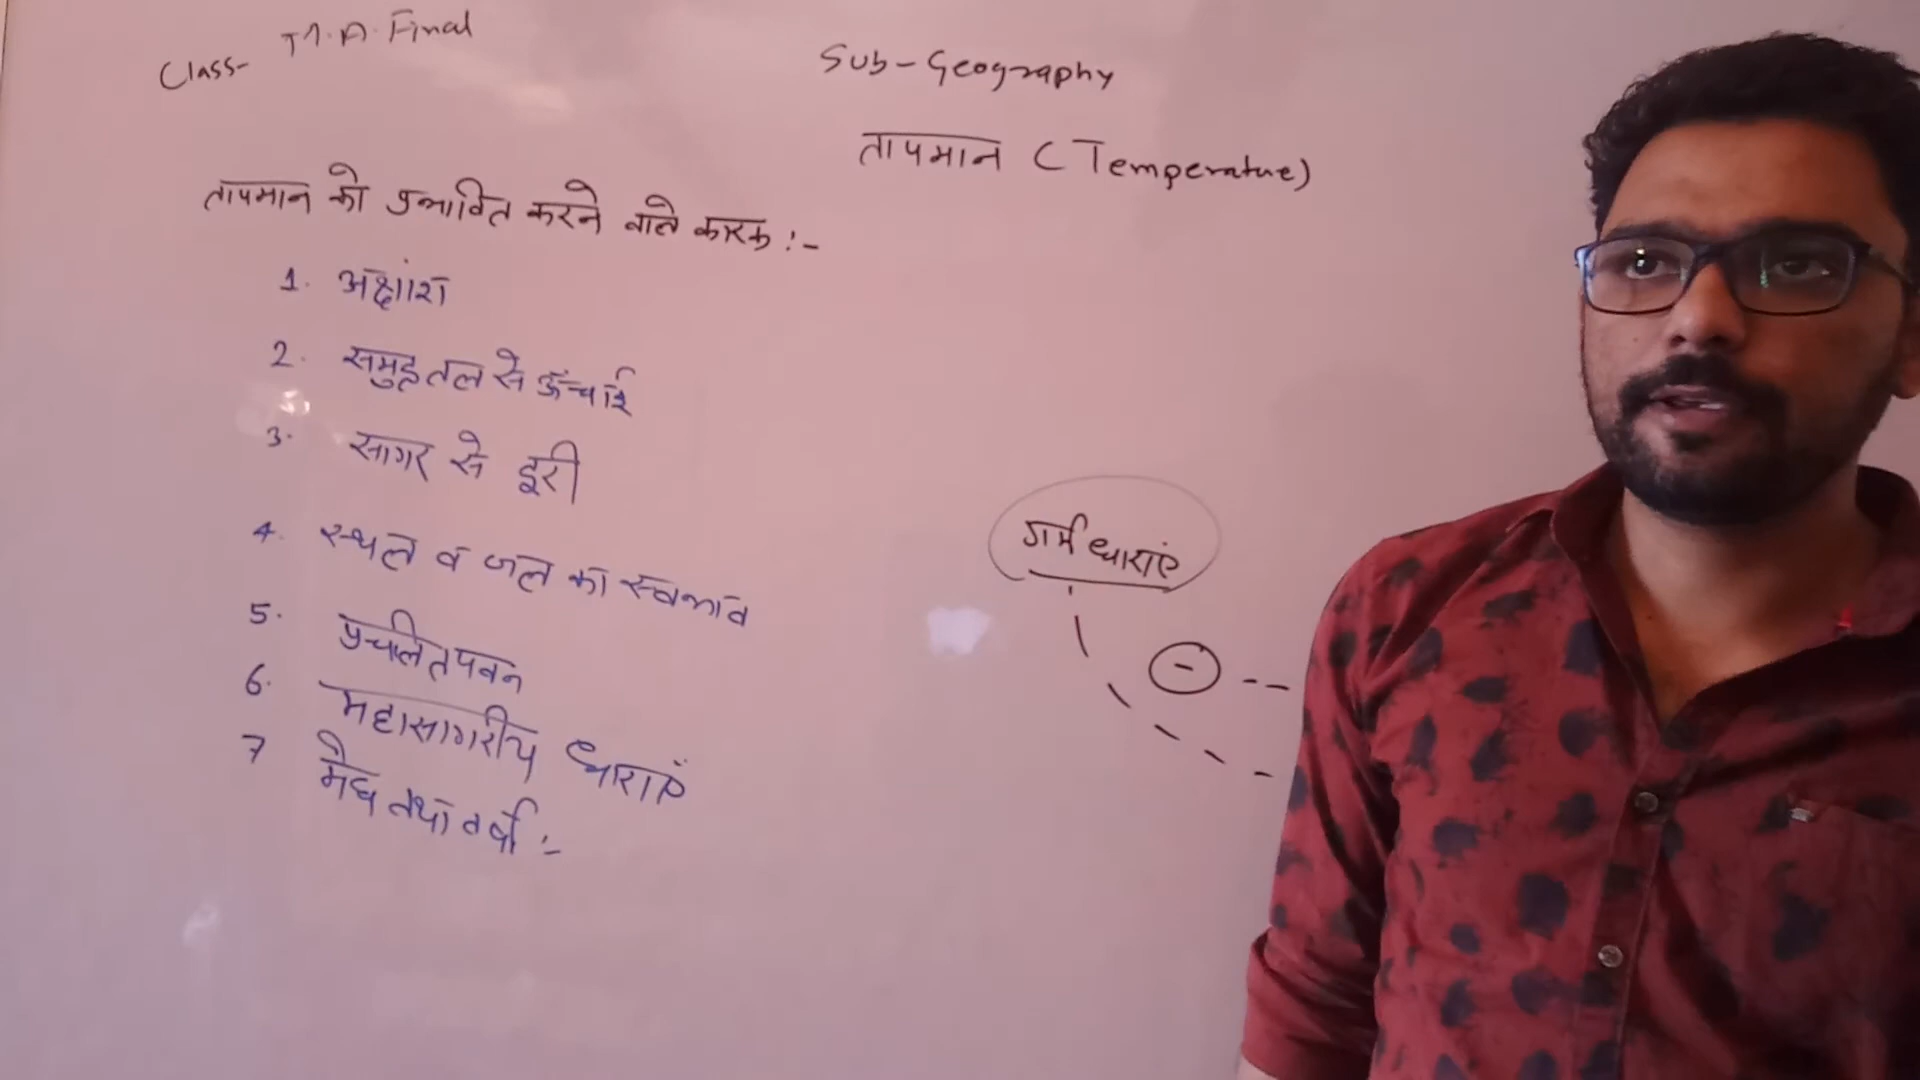 Class- M.A. Final
Sub-Geography
तापमान (Temperature)
तापमान को प्रभावित करने वाले कारक :-
1. अक्षांश
2. समुद्रतल से ऊँचाई
3. सागर से दूरी
4. स्थल व जल का स्वभाव
5. प्रचलित पवन
6. महासागरीय धाराएं
7 मेघ तथा वर्षा :-
गर्म धाराएं
-